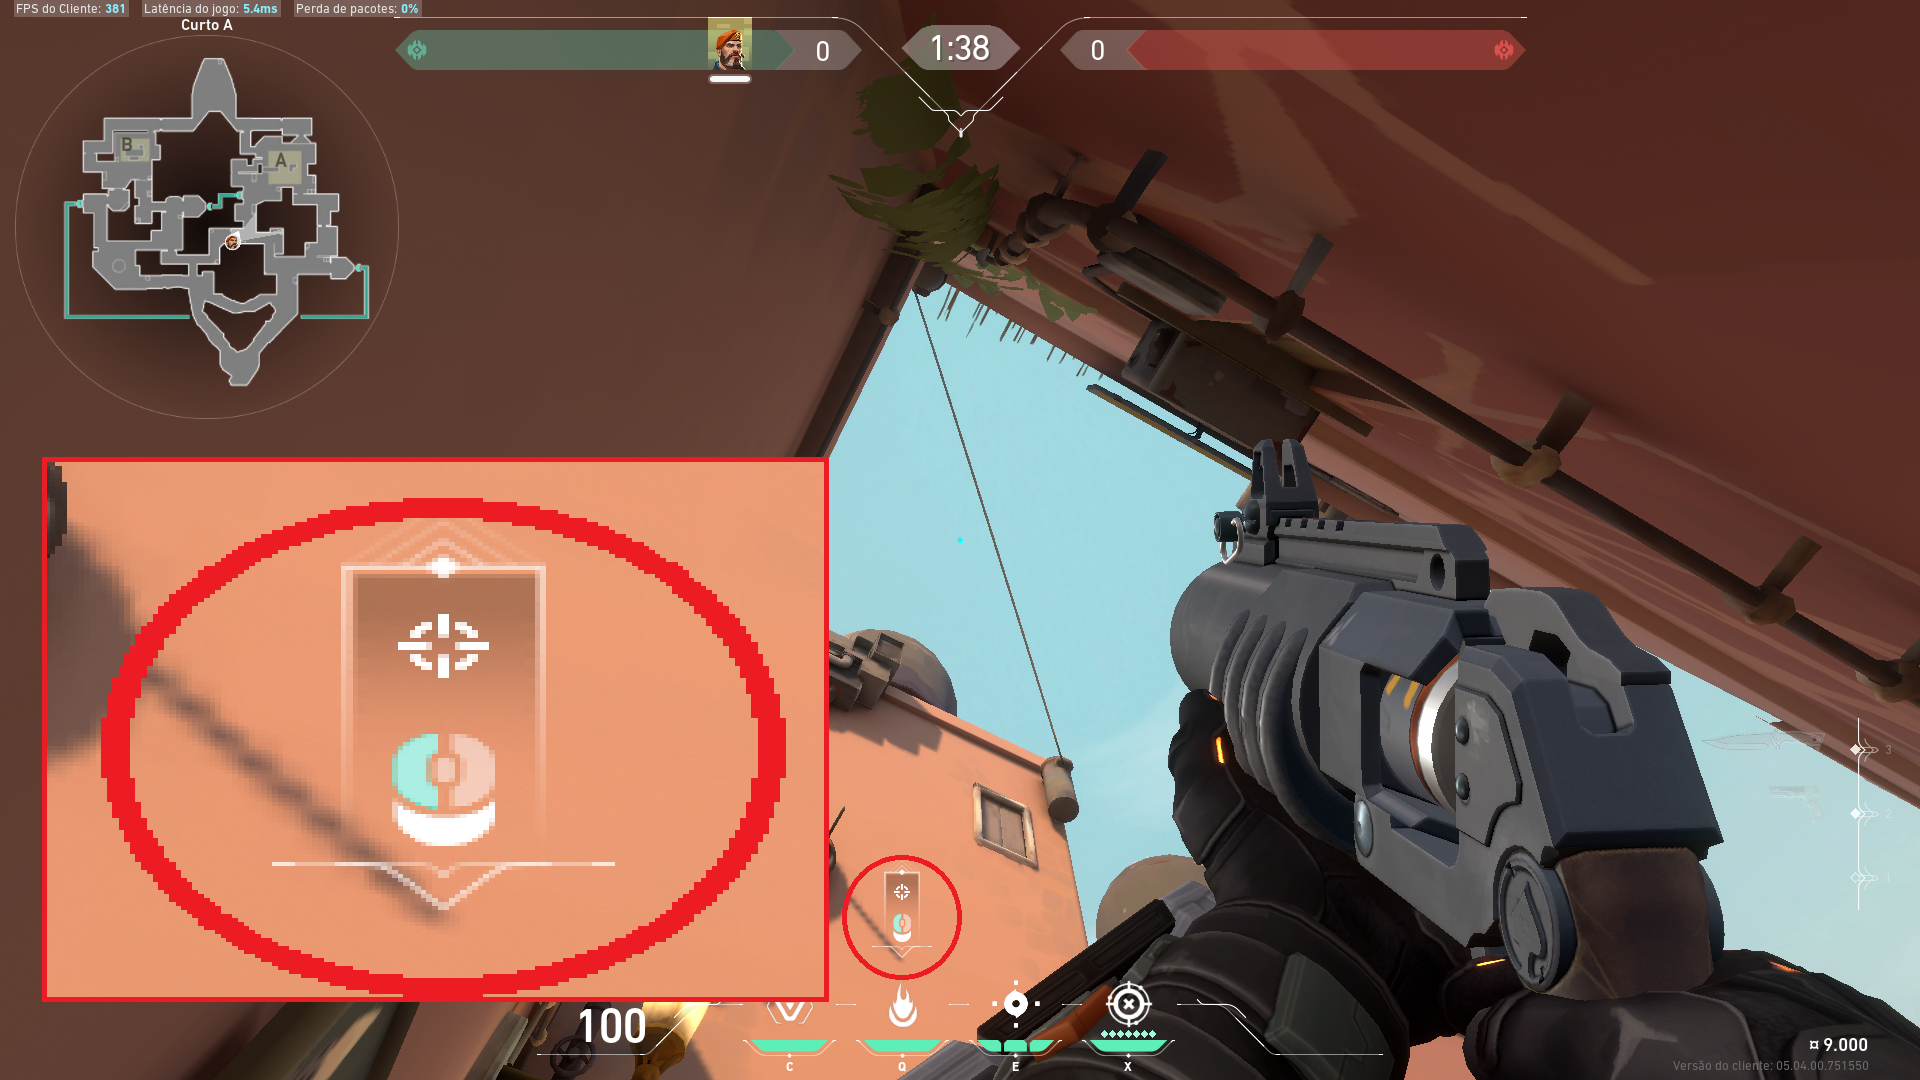 FPS do Cliente: 381 Latência do jogo: 5.4ms Perda de pacotes: 0%
Curto A
0 1:38 0
B A
3
2
1
100
C Q E X
¤ 9.000
Versão do cliente: 05.04.00.751550